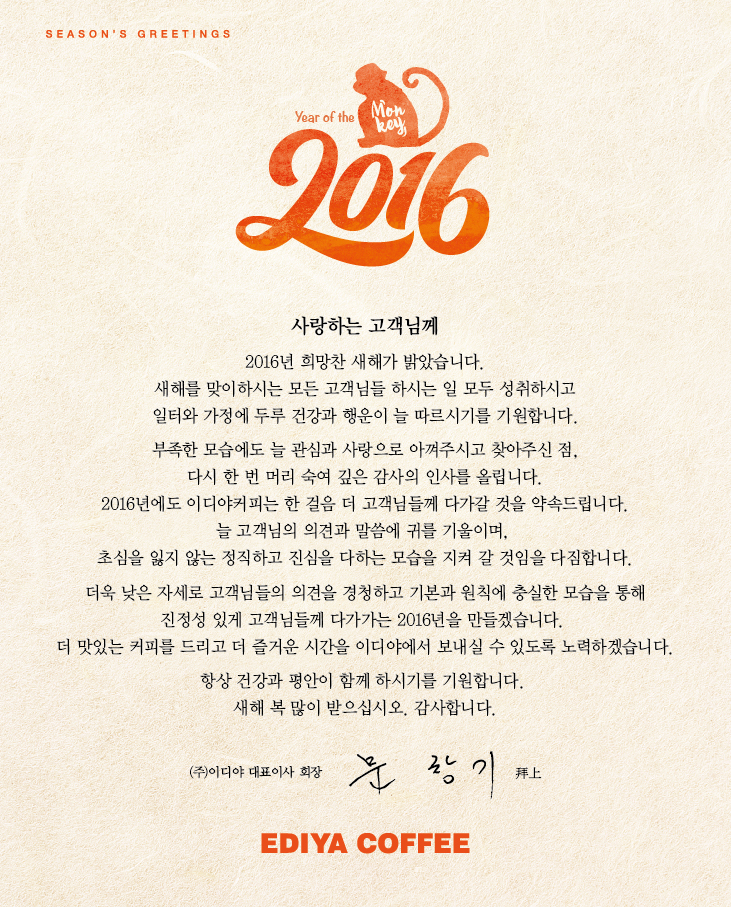 SEASON'S GREETINGS
Year of the
Mon
key
2016
사랑하는 고객님께
2016년 희망찬 새해가 밝았습니다.
새해를 맞이하시는 모든 고객님들 하시는 일 모두 성취하시고
일터와 가정에 두루 건강과 행운이 늘 따르시기를 기원합니다.
부족한 모습에도 늘 관심과 사랑으로 아껴주시고 찾아주신 점,
다시 한 번 머리 숙여 깊은 감사의 인사를 올립니다.
2016년에도 이디야커피는 한 걸음 더 고객님들께 다가갈 것을 약속드립니다.
늘 고객님의 의견과 말씀에 귀를 기울이며,
초심을 잃지 않는 정직하고 진심을 다하는 모습을 지켜 갈 것임을 다짐합니다.
더욱 낮은 자세로 고객님들의 의견을 경청하고 기본과 원칙에 충실한 모습을 통해
진정성 있게 고객님들께 다가가는 2016년을 만들겠습니다.
더 맛있는 커피를 드리고 더 즐거운 시간을 이디야에서 보내실 수 있도록 노력하겠습니다.
항상 건강과 평안이 함께 하시기를 기원합니다.
새해 복 많이 받으십시오. 감사합니다.
(주)이디야 대표이사 회장 문 창 기 拜上
EDIYA COFFEE